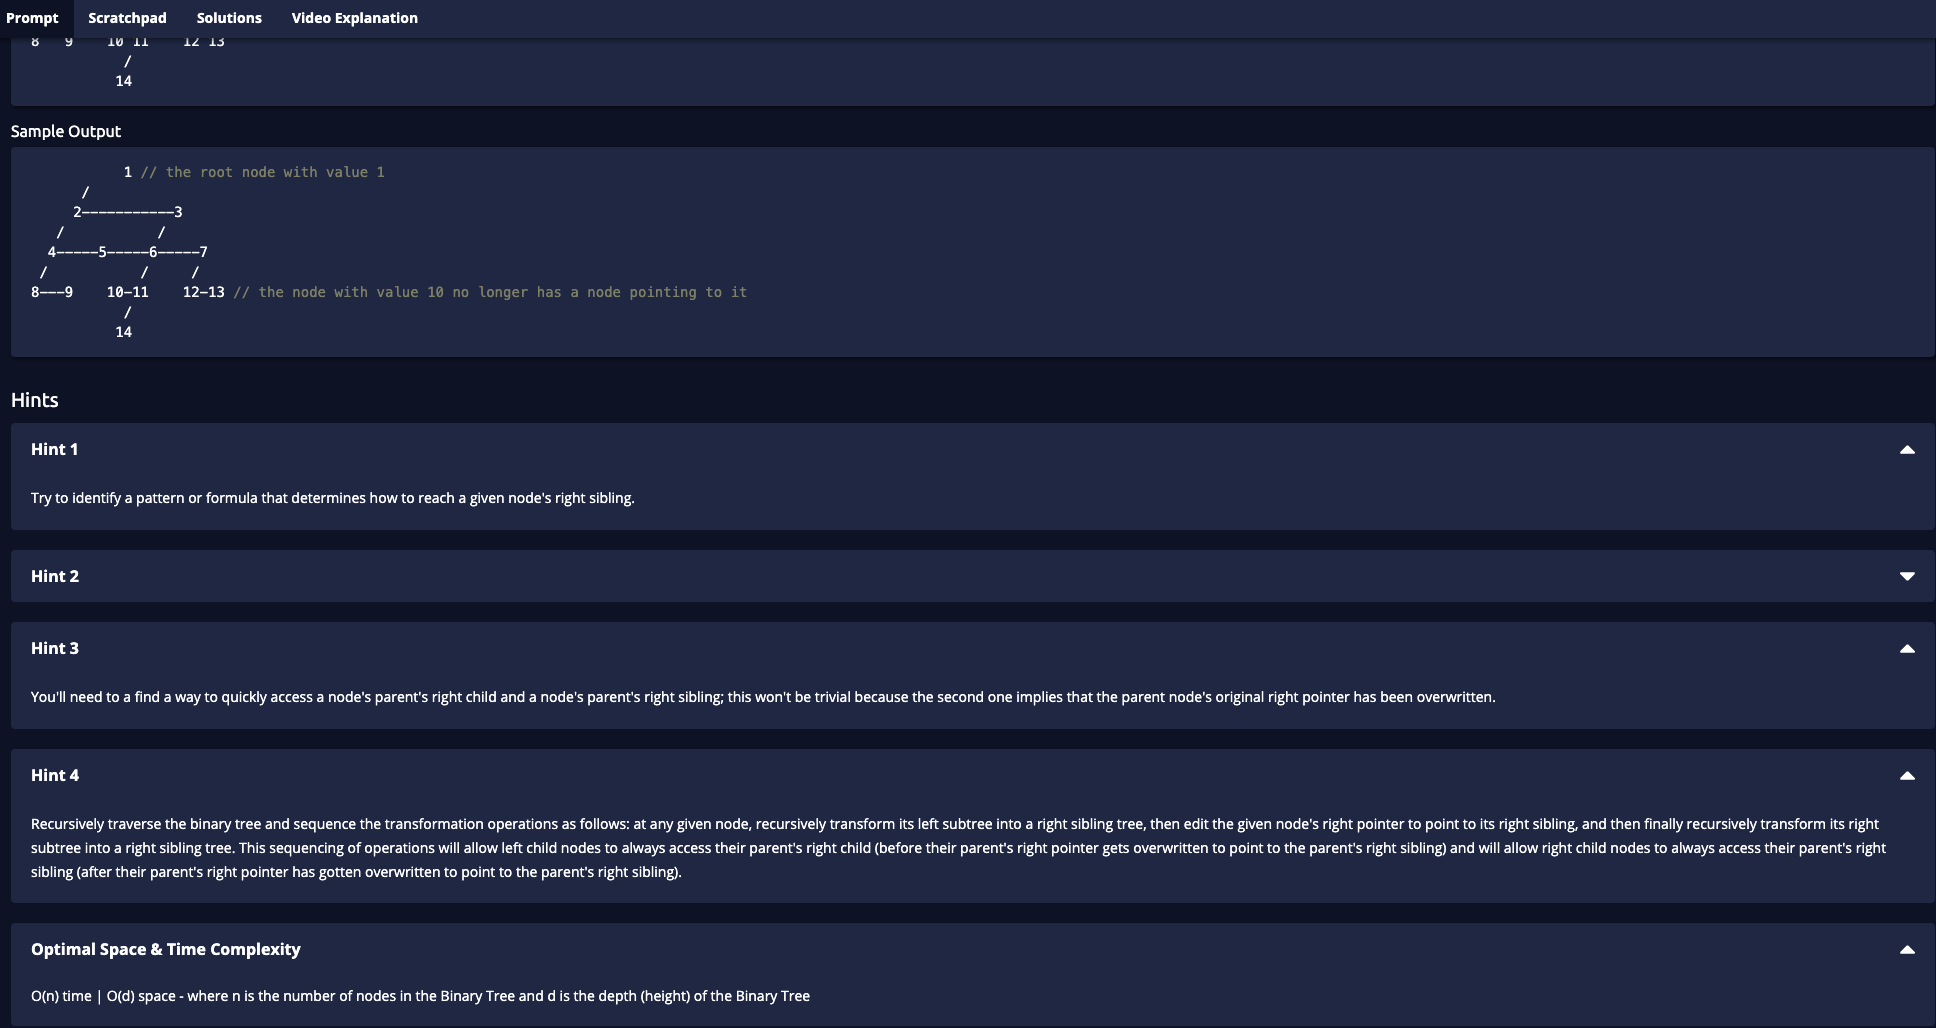 Prompt Scratchpad Solutions Video Explanation
8   9    10 11    12 13
/
14
Sample Output
1 // the root node with value 1
/
2-----------3
/           /
4-----5-----6-----7
/           /     /
8---9    10-11    12-13 // the node with value 10 no longer has a node pointing to it
/
14
Hints
Hint 1
Try to identify a pattern or formula that determines how to reach a given node's right sibling.
Hint 2
Hint 3
You'll need to a find a way to quickly access a node's parent's right child and a node's parent's right sibling; this won't be trivial because the second one implies that the parent node's original right pointer has been overwritten.
Hint 4
Recursively traverse the binary tree and sequence the transformation operations as follows: at any given node, recursively transform its left subtree into a right sibling tree, then edit the given node's right pointer to point to its right sibling, and then finally recursively transform its right
subtree into a right sibling tree. This sequencing of operations will allow left child nodes to always access their parent's right child (before their parent's right pointer gets overwritten to point to the parent's right sibling) and will allow right child nodes to always access their parent's right
sibling (after their parent's right pointer has gotten overwritten to point to the parent's right sibling).
Optimal Space & Time Complexity
O(n) time | O(d) space - where n is the number of nodes in the Binary Tree and d is the depth (height) of the Binary Tree